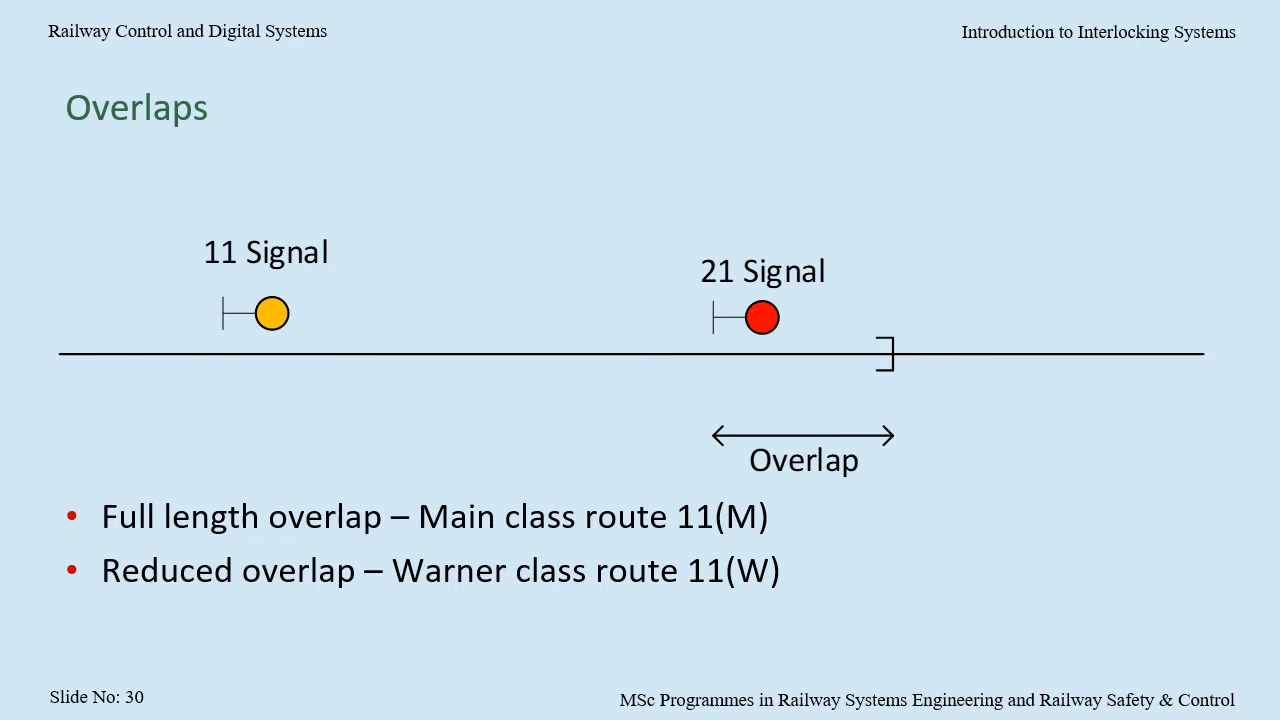 Railway Control and Digital Systems
Introduction to Interlocking Systems
Overlaps
11 Signal
21 Signal
Overlap
• Full length overlap – Main class route 11(M)
• Reduced overlap – Warner class route 11(W)
Slide No: 30
MSc Programmes in Railway Systems Engineering and Railway Safety & Control